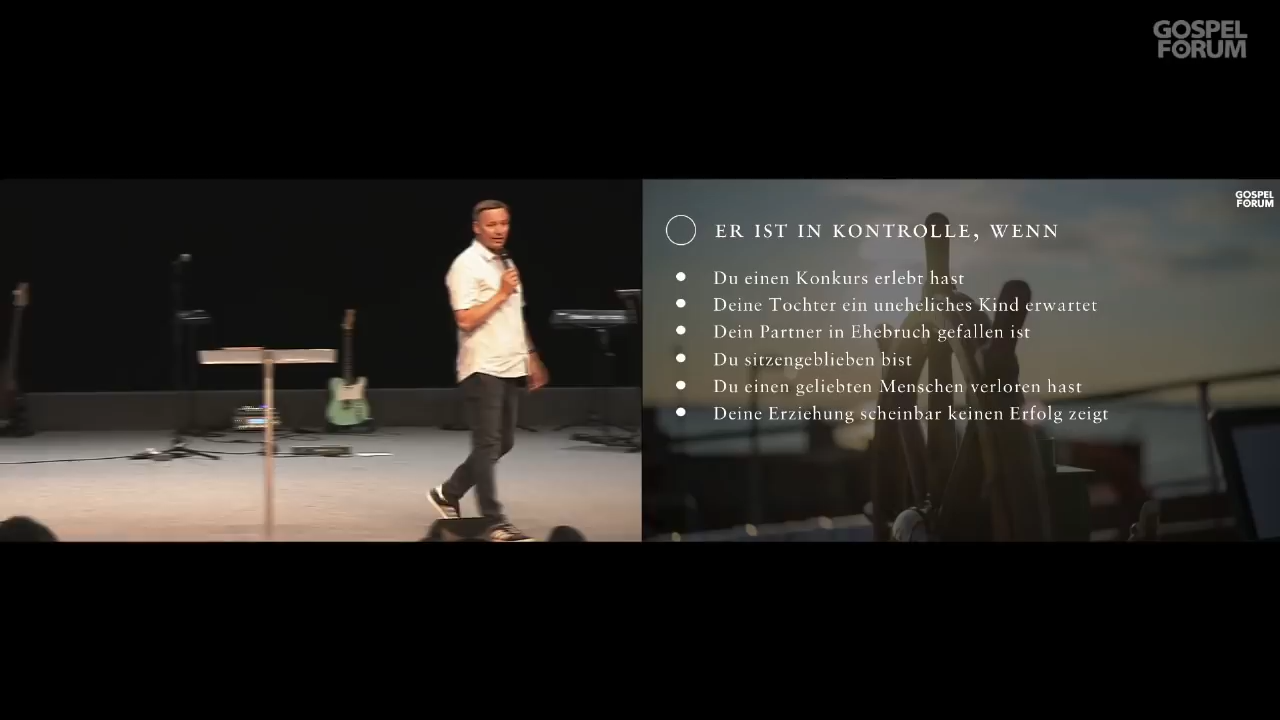 GOSPEL
FORUM
GOSPEL
FORUM
ER IST IN KONTROLLE, WENN
Du einen Konkurs erlebt hast
Deine Tochter ein uneheliches Kind erwartet
Dein Partner in Ehebruch gefallen ist
Du sitzengeblieben bist
Du einen geliebten Menschen verloren hast
Deine Erziehung scheinbar keinen Erfolg zeigt